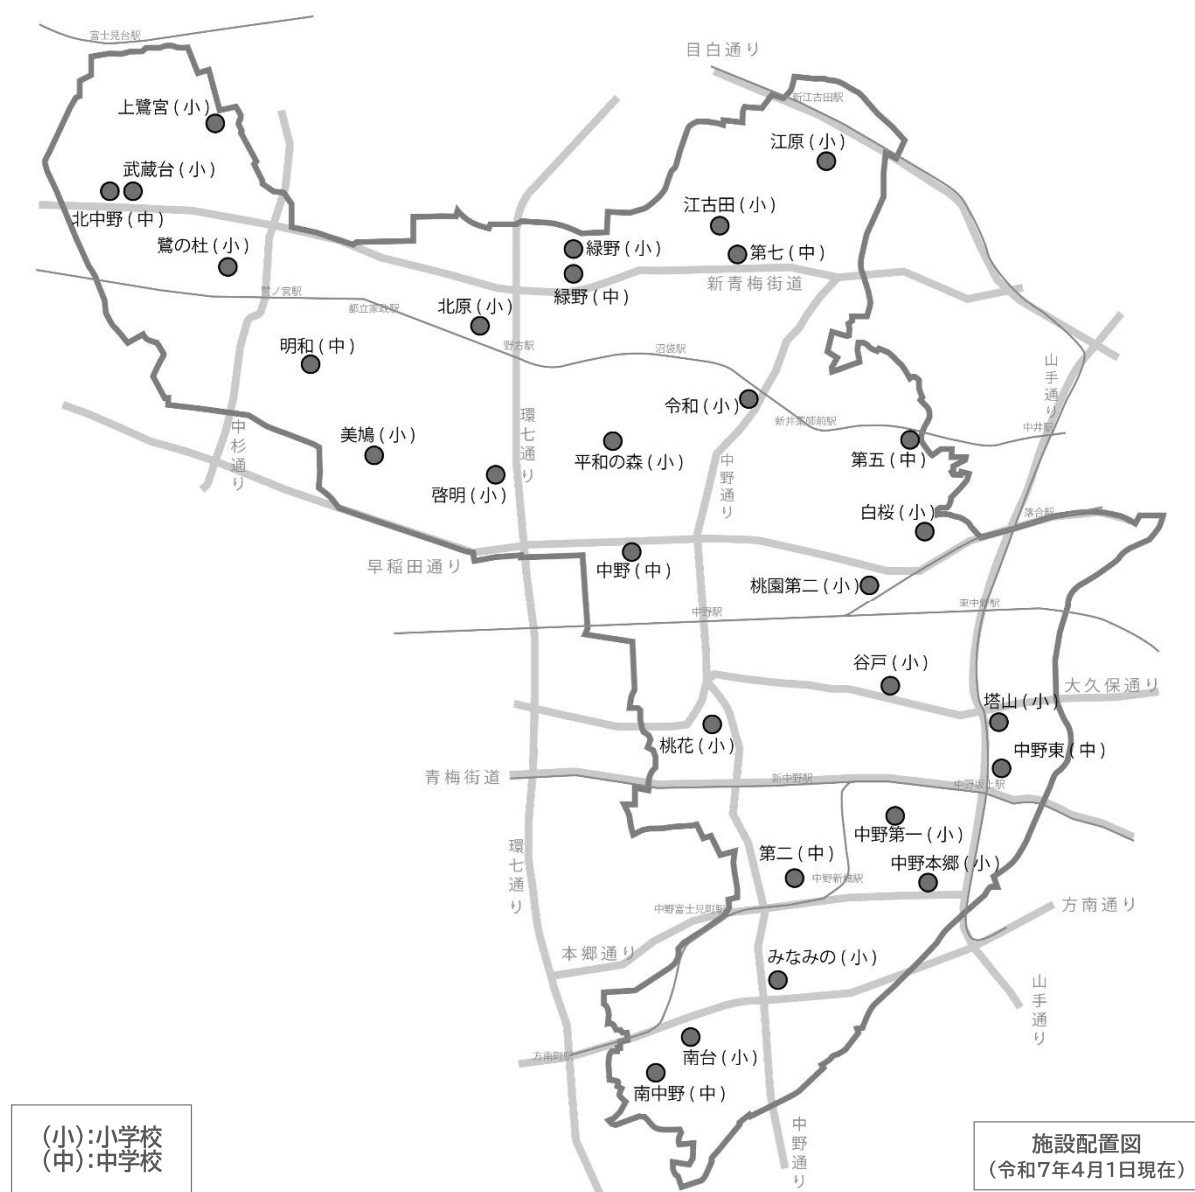 富士見台駅
目白通り
新江古田駅
上鷺宮(小)
江原(小)
武蔵台(小)
北中野(中)
江古田(小)
鷺の杜(小)
緑野(小)
第七(中)
新青梅街道
緑野(中)
鷺ノ宮駅
都立家政駅
北原(小)
明和(中)
野方駅
沼袋駅
山手通り
令和(小)
新井薬師前駅
中井駅
中杉通り
美鳩(小)
環七通り
平和の森(小)
中野通り
第五(中)
啓明(小)
白桜(小)
落合駅
早稲田通り
中野(中)
桃園第二(小)
中野駅
東中野駅
谷戸(小)
大久保通り
塔山(小)
桃花(小)
中野東(中)
青梅街道
新中野駅
中野坂上駅
中野第一(小)
環七通り
第二(中)
中野本郷(小)
中野新橋駅
中野富士見町駅
方南通り
本郷通り
みなみの(小)
山手通り
方南町駅
南台(小)
南中野(中)
中野通り
(小):小学校
(中):中学校
施設配置図
(令和7年4月1日現在)